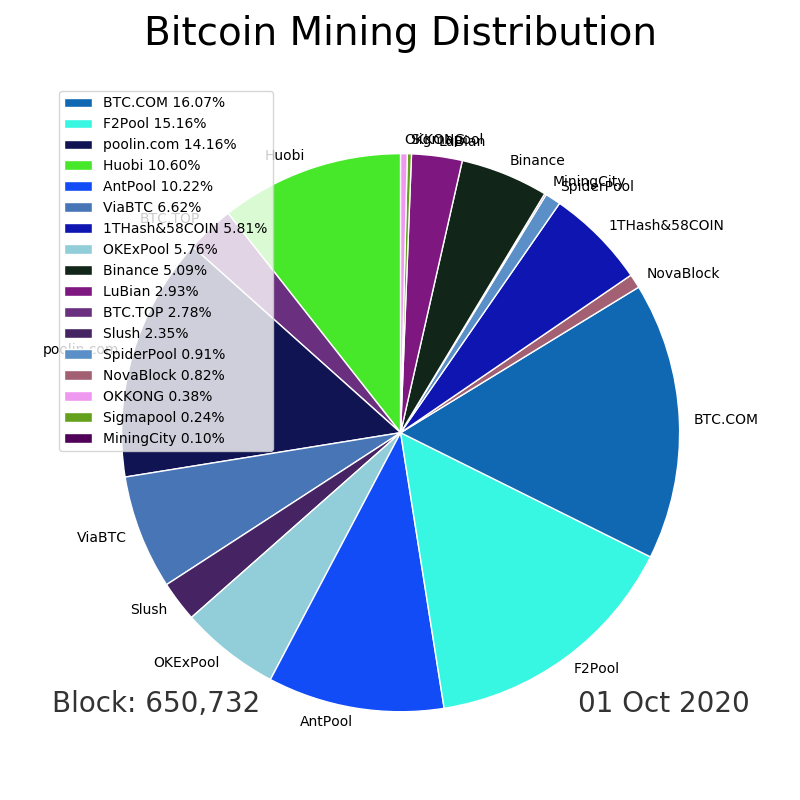 Bitcoin Mining Distribution
BTC.COM 16.07%
F2Pool 15.16%
poolin.com 14.16%
Huobi 10.60%
AntPool 10.22%
ViaBTC 6.62%
1THash&58COIN 5.81%
OKExPool 5.76%
Binance 5.09%
LuBian 2.93%
BTC.TOP 2.78%
Slush 2.35%
SpiderPool 0.91%
NovaBlock 0.82%
OKKONG 0.38%
Sigmapool 0.24%
MiningCity 0.10%
OKKONG
Sigmapool
LuBian
Huobi
Binance
MiningCity
SpiderPool
BTC.TOP
1THash&58COIN
NovaBlock
poolin.com
BTC.COM
ViaBTC
Slush
OKExPool
F2Pool
AntPool
Block: 650,732
01 Oct 2020